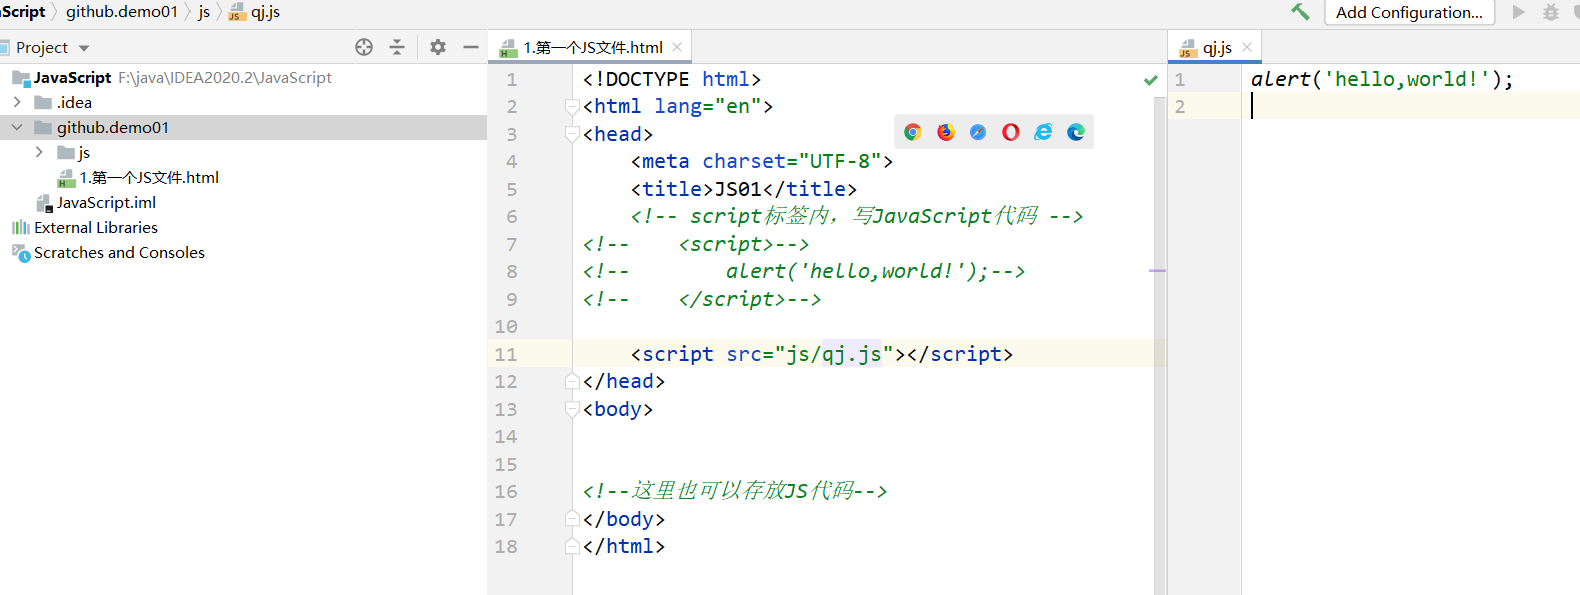 aScript
github.demo01
js
qj.js
Add Configuration...
Project
1.第一个JS文件.html
qj.js
JavaScript F:\java\IDEA2020.2\JavaScript
.idea
github.demo01
js
1.第一个JS文件.html
JavaScript.iml
External Libraries
Scratches and Consoles
1 <!DOCTYPE html>
2 <html lang="en">
3 <head>
4 <meta charset="UTF-8">
5 <title>JS01</title>
6 <!-- script标签内，写JavaScript代码 -->
7 <!-- <script>-->
8 <!-- alert('hello,world!');-->
9 <!-- </script>-->
10
11 <script src="js/qj.js"></script>
12 </head>
13 <body>
14
15
16 <!--这里也可以存放JS代码-->
17 </body>
18 </html>
1 alert('hello,world!');
2